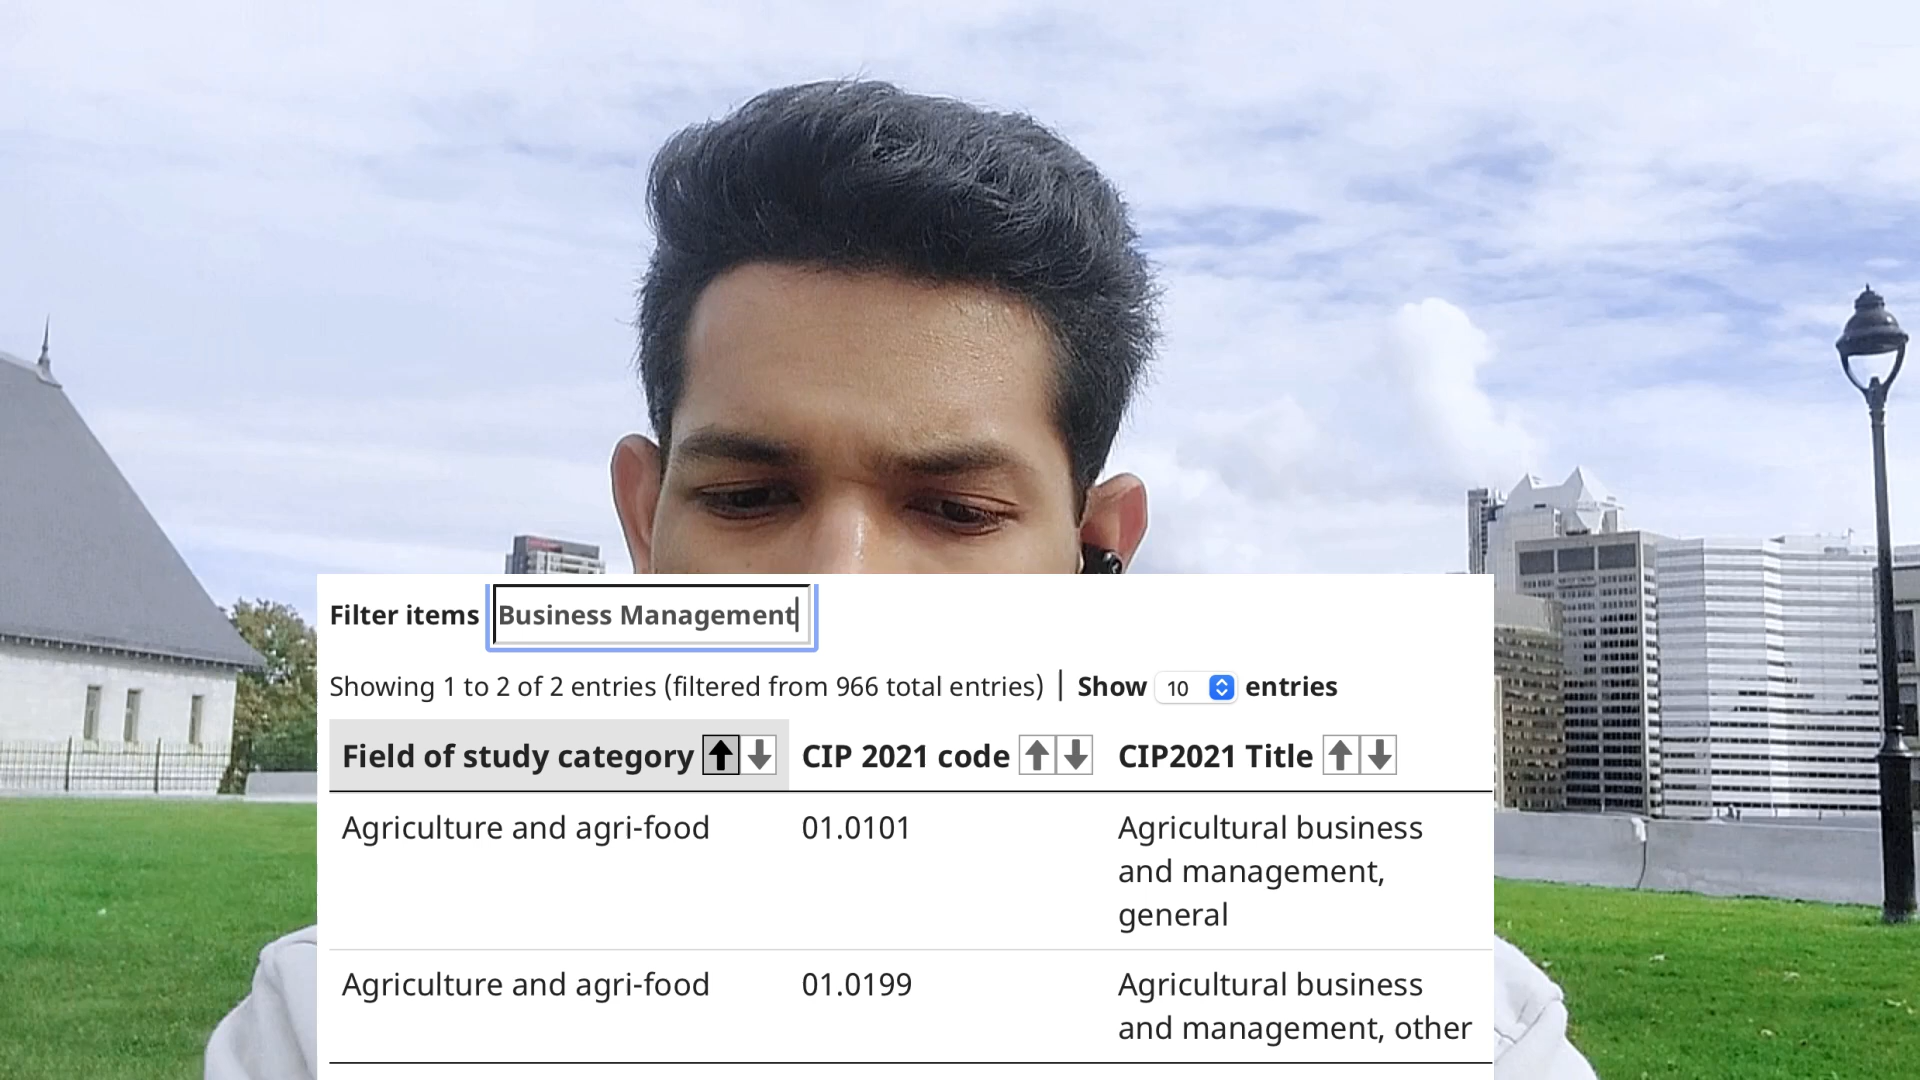 Filter items Business Management
Showing 1 to 2 of 2 entries (filtered from 966 total entries) | Show 10 entries
Field of study category CIP 2021 code CIP2021 Title
Agriculture and agri-food 01.0101 Agricultural business
and management,
general
Agriculture and agri-food 01.0199 Agricultural business
and management, other